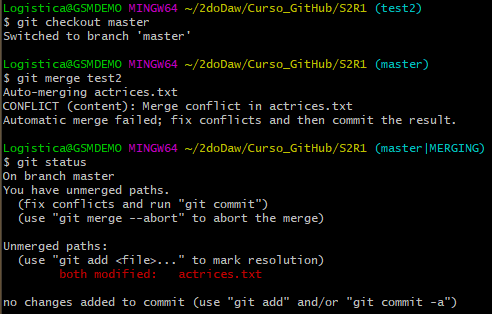 Logistica@GSMDEMO MINGW64 ~/2doDaw/Curso_GitHub/S2R1 (test2)
$ git checkout master
Switched to branch 'master'

Logistica@GSMDEMO MINGW64 ~/2doDaw/Curso_GitHub/S2R1 (master)
$ git merge test2
Auto-merging actrices.txt
CONFLICT (content): Merge conflict in actrices.txt
Automatic merge failed; fix conflicts and then commit the result.

Logistica@GSMDEMO MINGW64 ~/2doDaw/Curso_GitHub/S2R1 (master|MERGING)
$ git status
On branch master
You have unmerged paths.
  (fix conflicts and run "git commit")
  (use "git merge --abort" to abort the merge)

Unmerged paths:
  (use "git add <file>..." to mark resolution)
        both modified:   actrices.txt

no changes added to commit (use "git add" and/or "git commit -a")